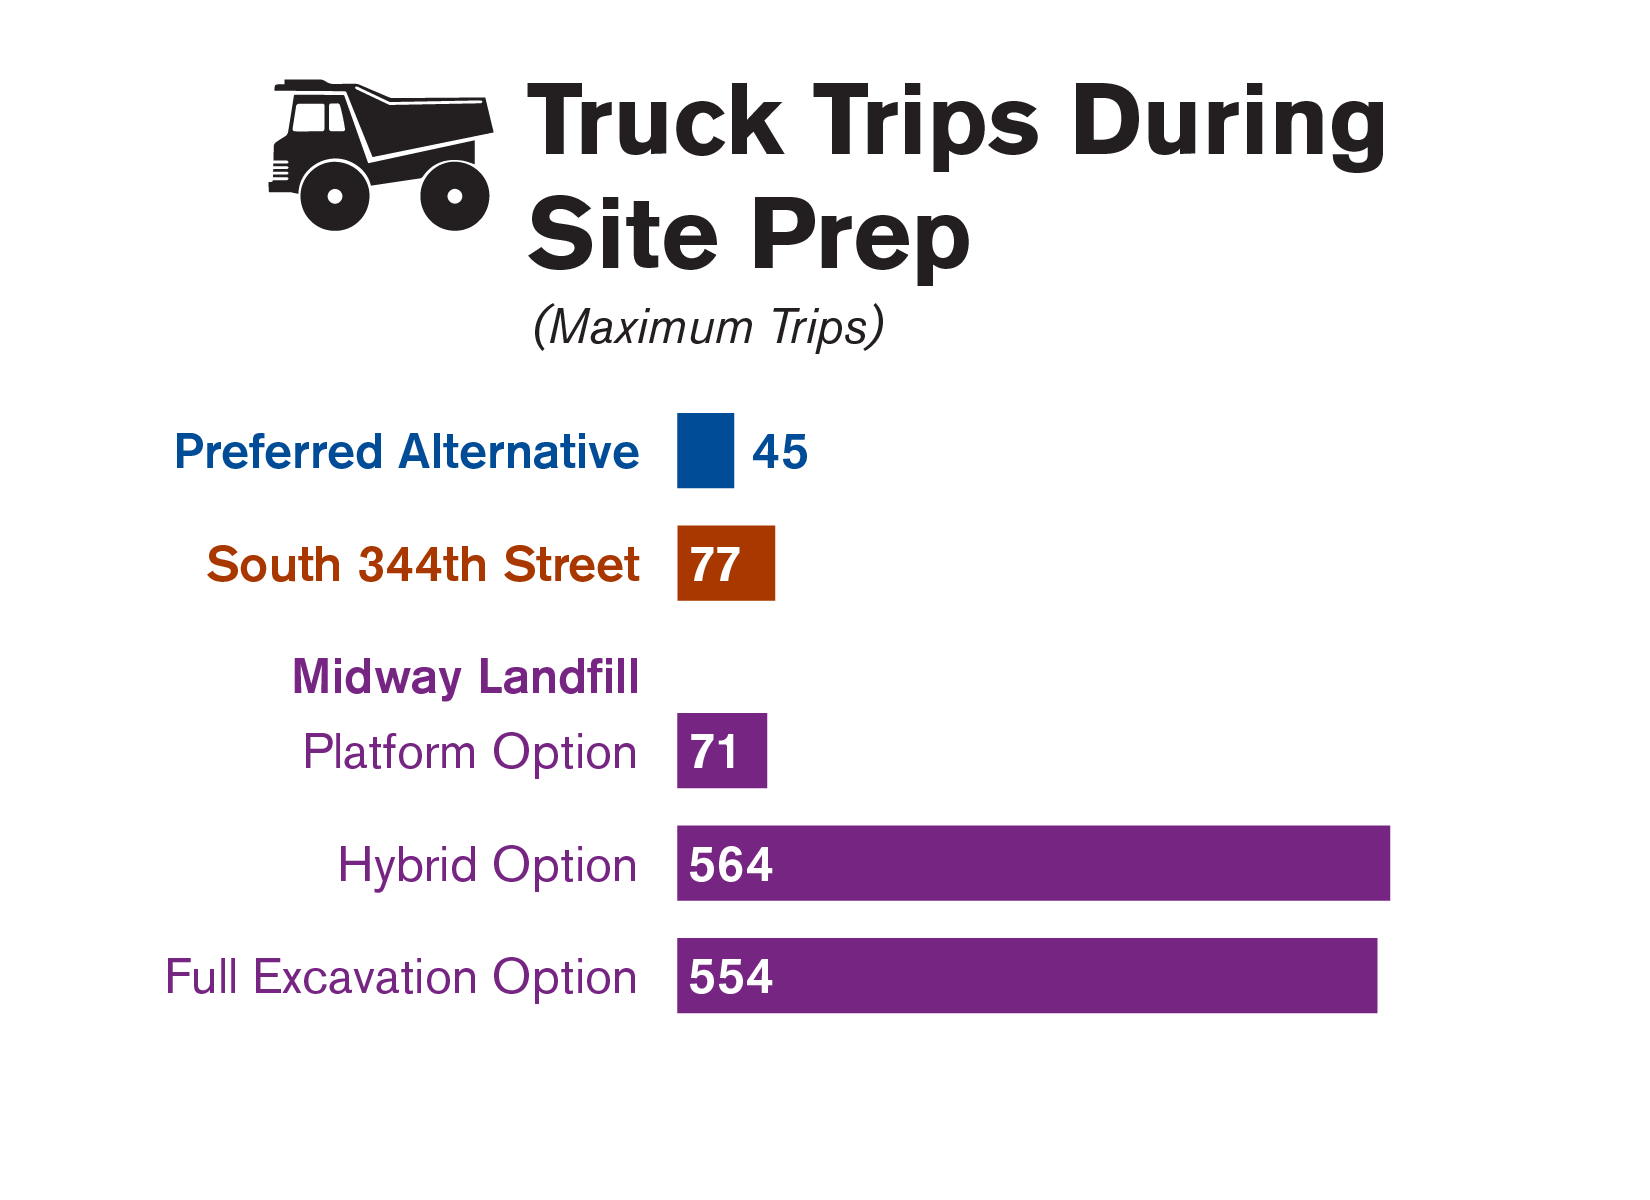 Truck Trips During
Site Prep
(Maximum Trips)
Preferred Alternative 45
South 344th Street 77
Midway Landfill
Platform Option 71
Hybrid Option 564
Full Excavation Option 554